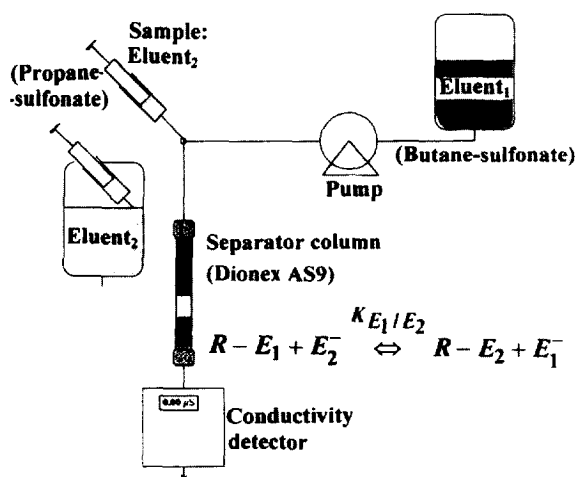 Sample:
Eluent₂
(Propane-
-sulfonate)
Eluent₁
(Butane-sulfonate)
Pump
Eluent₂
Separator column
(Dionex AS9)
R − E₁ + E₂⁻ K E₁ / E₂ ⇔ R − E₂ + E₁⁻
0.00 µS
Conductivity
detector